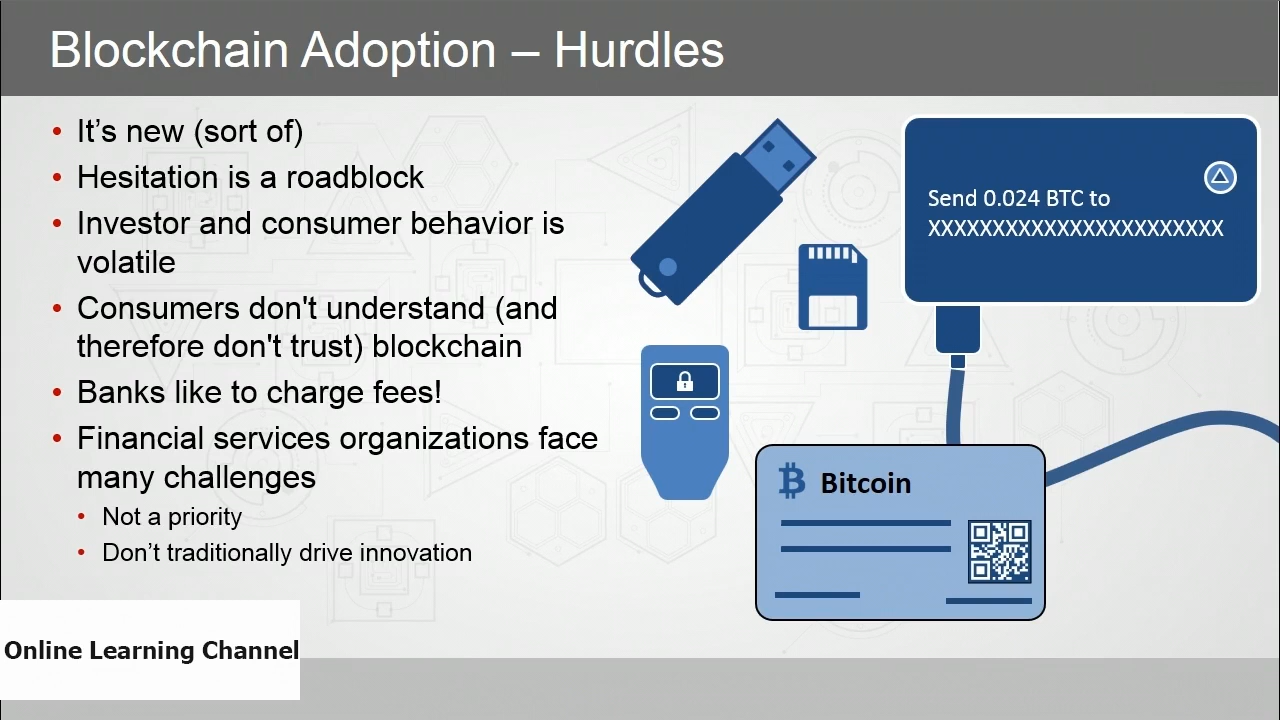 Blockchain Adoption – Hurdles
• It’s new (sort of)
• Hesitation is a roadblock
• Investor and consumer behavior is
volatile
• Consumers don't understand (and
therefore don't trust) blockchain
• Banks like to charge fees!
• Financial services organizations face
many challenges
• Not a priority
• Don’t traditionally drive innovation
Send 0.024 BTC to
XXXXXXXXXXXXXXXXXXXXXXX
Bitcoin
Online Learning Channel